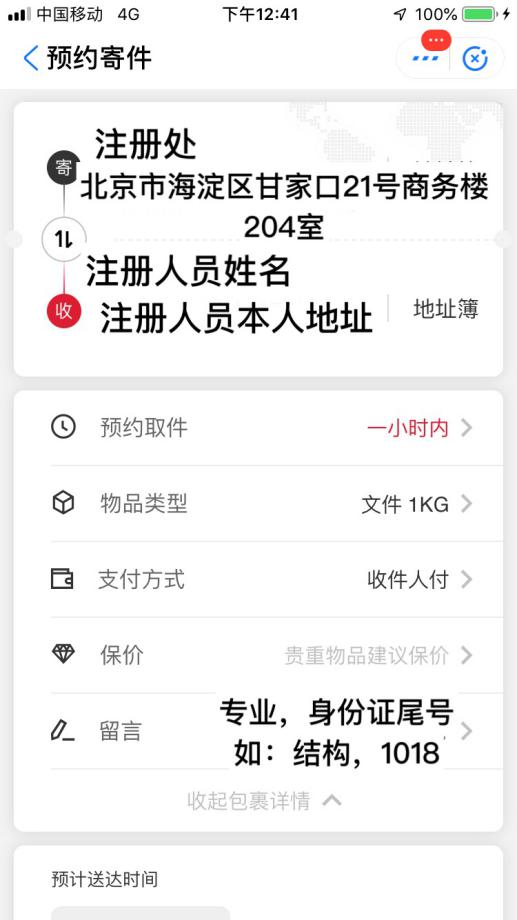 中国移动 4G 下午12:41 100%
预约寄件
注册处
寄
北京市海淀区甘家口21号商务楼
204室
注册人员姓名
收
注册人员本人地址 地址簿
预约取件 一小时内
物品类型 文件 1KG
支付方式 收件人付
保价 贵重物品建议保价
专业，身份证尾号
留言
如：结构，1018
收起包裹详情
预计送达时间